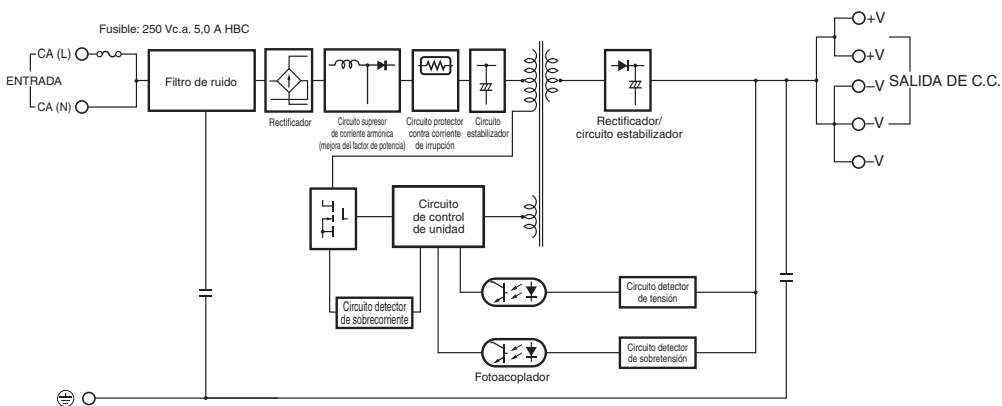 Fusible: 250 Vc.a. 5,0 A HBC
CA (L)
ENTRADA
CA (N)
Filtro de ruido
Rectificador
Circuito supresor
de corriente armónica
(mejora del factor de potencia)
Circuito protector
contra corriente
de irrupción
Circuito
estabilizador
Rectificador/
circuito estabilizador
+V
+V
–V
SALIDA DE C.C.
–V
–V
Circuito
de control
de unidad
Circuito detector
de sobrecorriente
Circuito detector
de tensión
Circuito detector
de sobretensión
Fotoacoplador